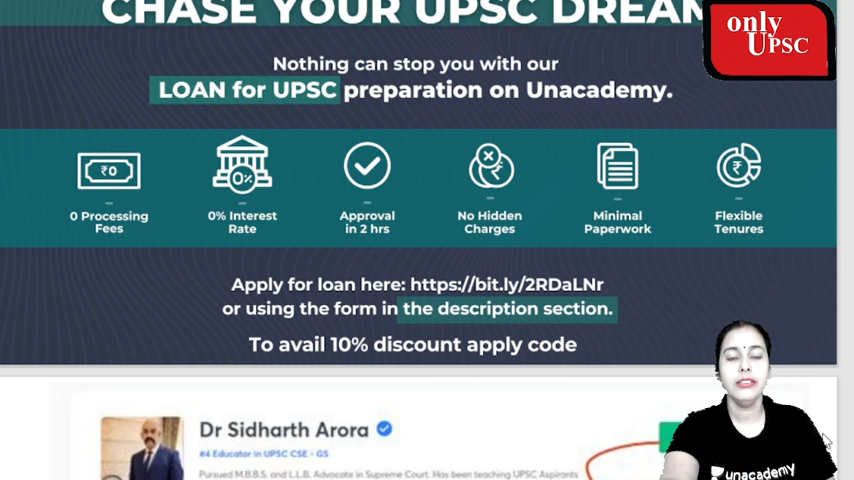 CHASE YOUR UPSC DREAM
only
UPSC
Nothing can stop you with our
LOAN for UPSC preparation on Unacademy.
₹0
0%
₹
0 Processing
Fees
0% Interest
Rate
Approval
in 2 hrs
No Hidden
Charges
Minimal
Paperwork
Flexible
Tenures
Apply for loan here: https://bit.ly/2RDaLNr
or using the form in the description section.
To avail 10% discount apply code
Dr Sidharth Arora
#4 Educator in UPSC CSE - GS
Pursued M.B.B.S. and L.L.B. Advocate in Supreme Court. Has been teaching UPSC Aspirants
unacademy